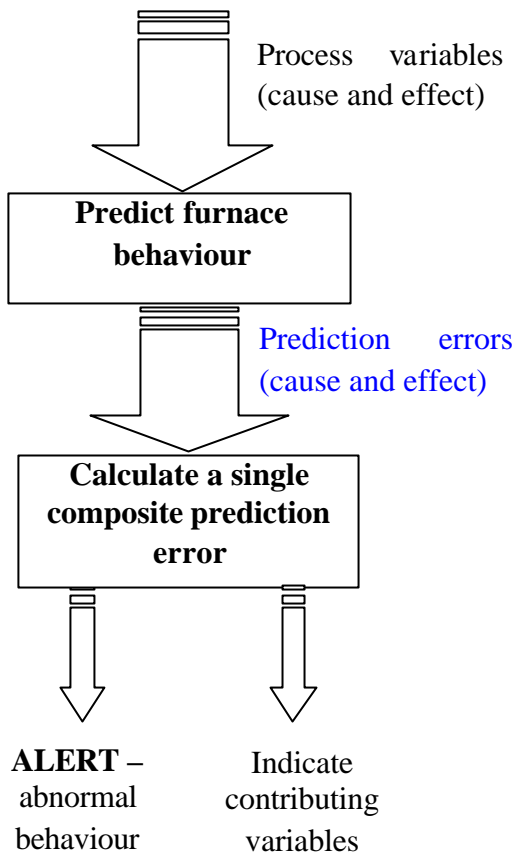 Process variables
(cause and effect)
Predict furnace
behaviour
Prediction errors
(cause and effect)
Calculate a single
composite prediction
error
ALERT –
abnormal
behaviour
Indicate
contributing
variables